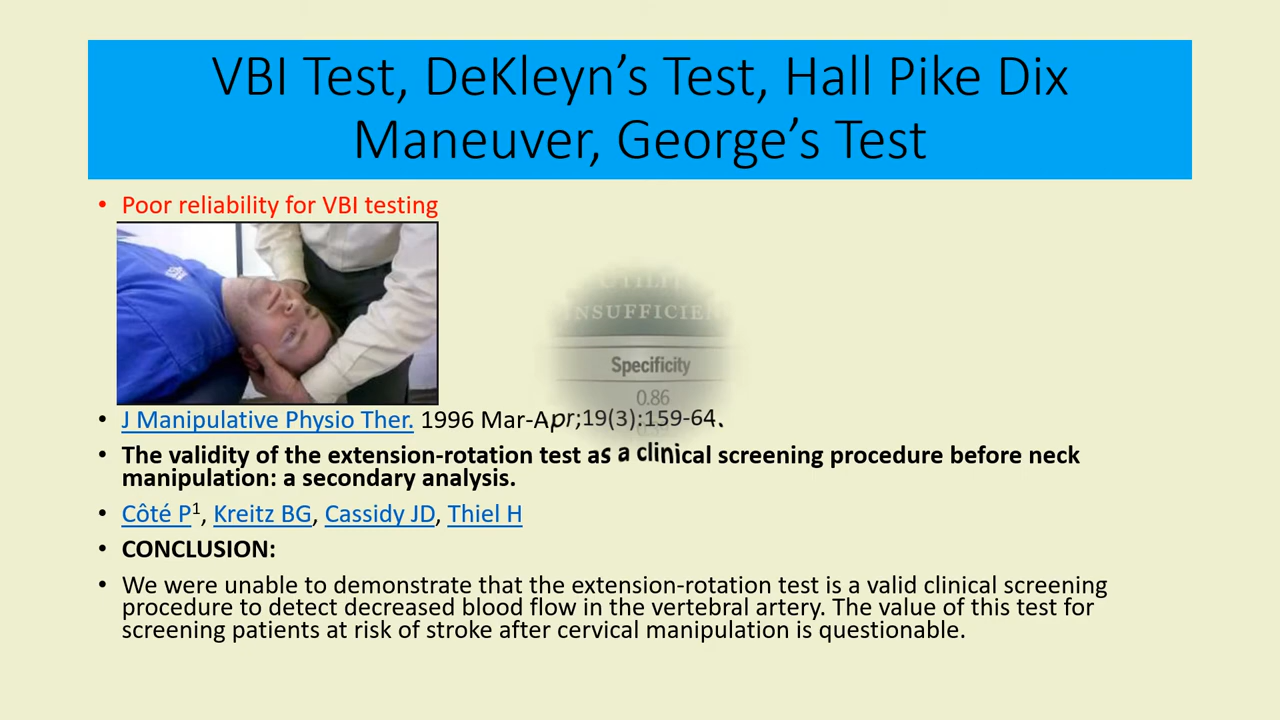 VBI Test, DeKleyn’s Test, Hall Pike Dix
Maneuver, George’s Test
• Poor reliability for VBI testing
Specificity
0.86
• J Manipulative Physio Ther. 1996 Mar-Apr;19(3):159-64.
• The validity of the extension-rotation test as a clinical screening procedure before neck
manipulation: a secondary analysis.
• Côté P1, Kreitz BG, Cassidy JD, Thiel H
• CONCLUSION:
• We were unable to demonstrate that the extension-rotation test is a valid clinical screening
procedure to detect decreased blood flow in the vertebral artery. The value of this test for
screening patients at risk of stroke after cervical manipulation is questionable.